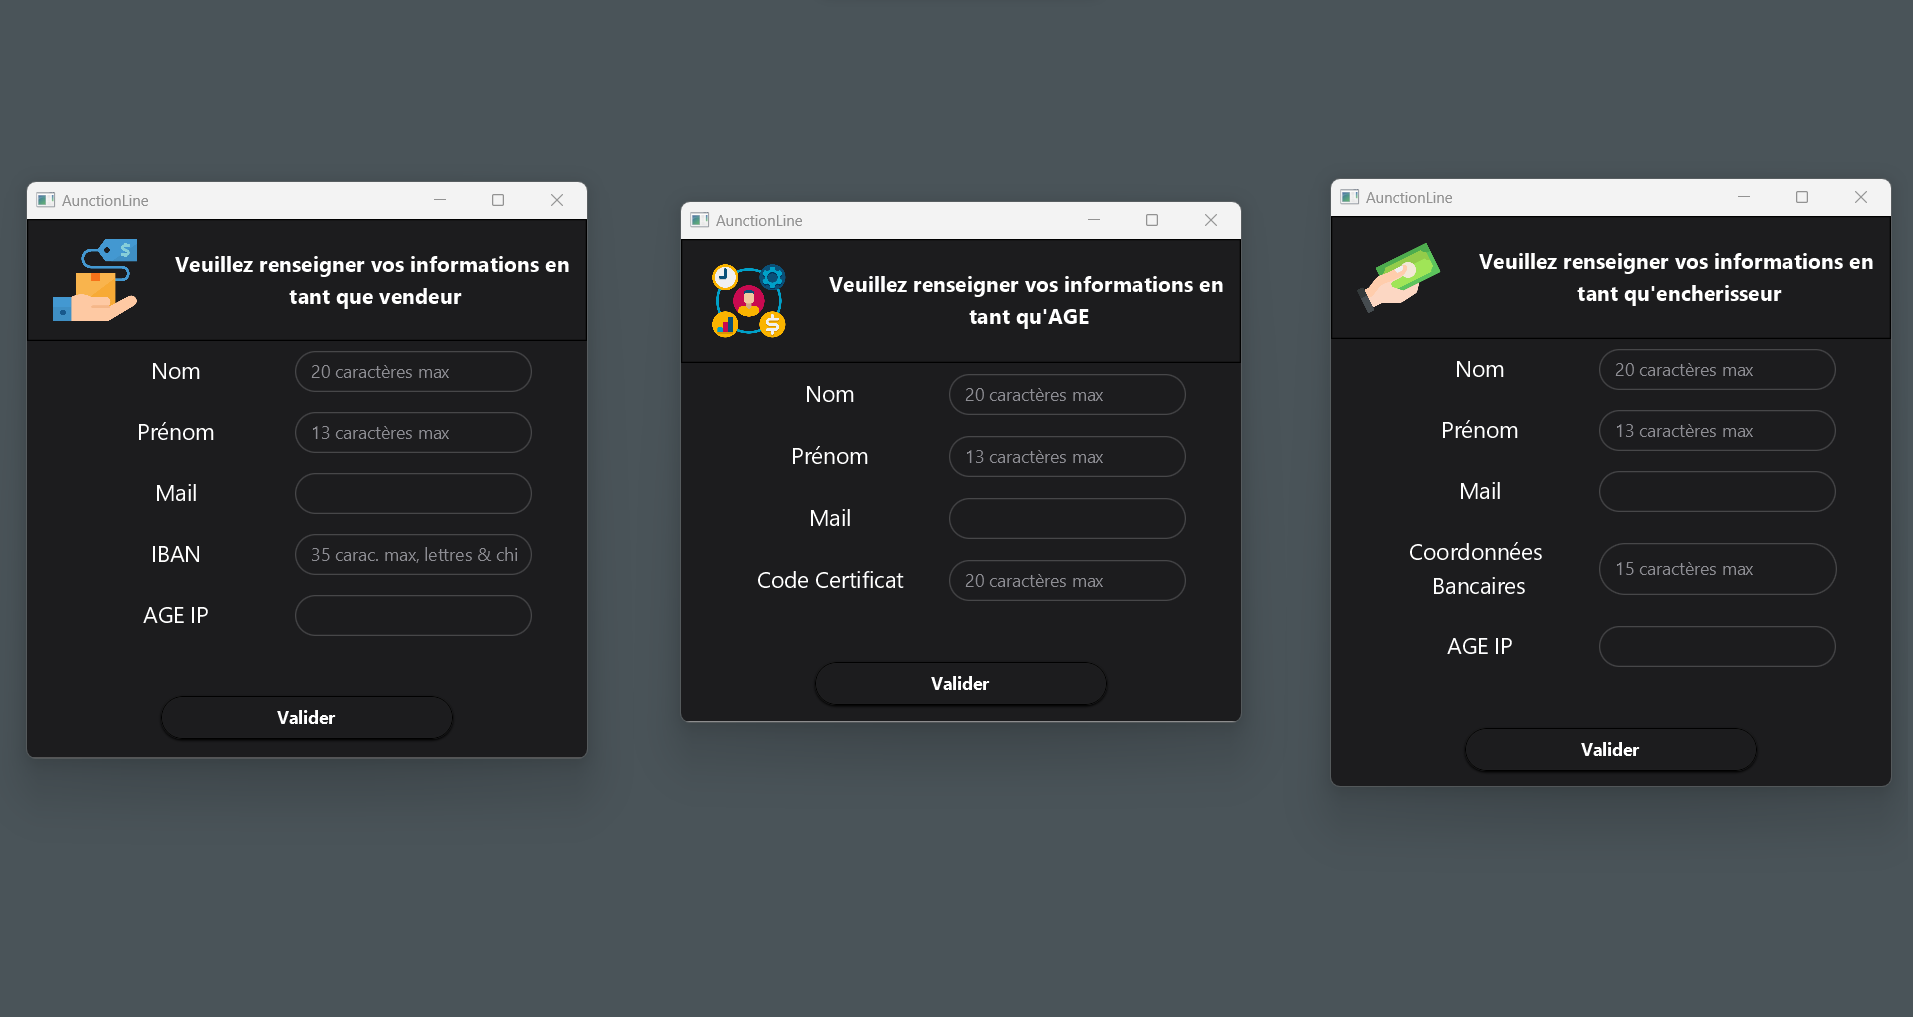 AunctionLine
Veuillez renseigner vos informations en
tant que vendeur
Nom
20 caractères max
Prénom
13 caractères max
Mail
IBAN
35 carac. max, lettres & chi
AGE IP
Valider
AunctionLine
Veuillez renseigner vos informations en
tant qu'AGE
Nom
20 caractères max
Prénom
13 caractères max
Mail
Code Certificat
20 caractères max
Valider
AunctionLine
Veuillez renseigner vos informations en
tant qu'encherisseur
Nom
20 caractères max
Prénom
13 caractères max
Mail
Coordonnées
Bancaires
15 caractères max
AGE IP
Valider